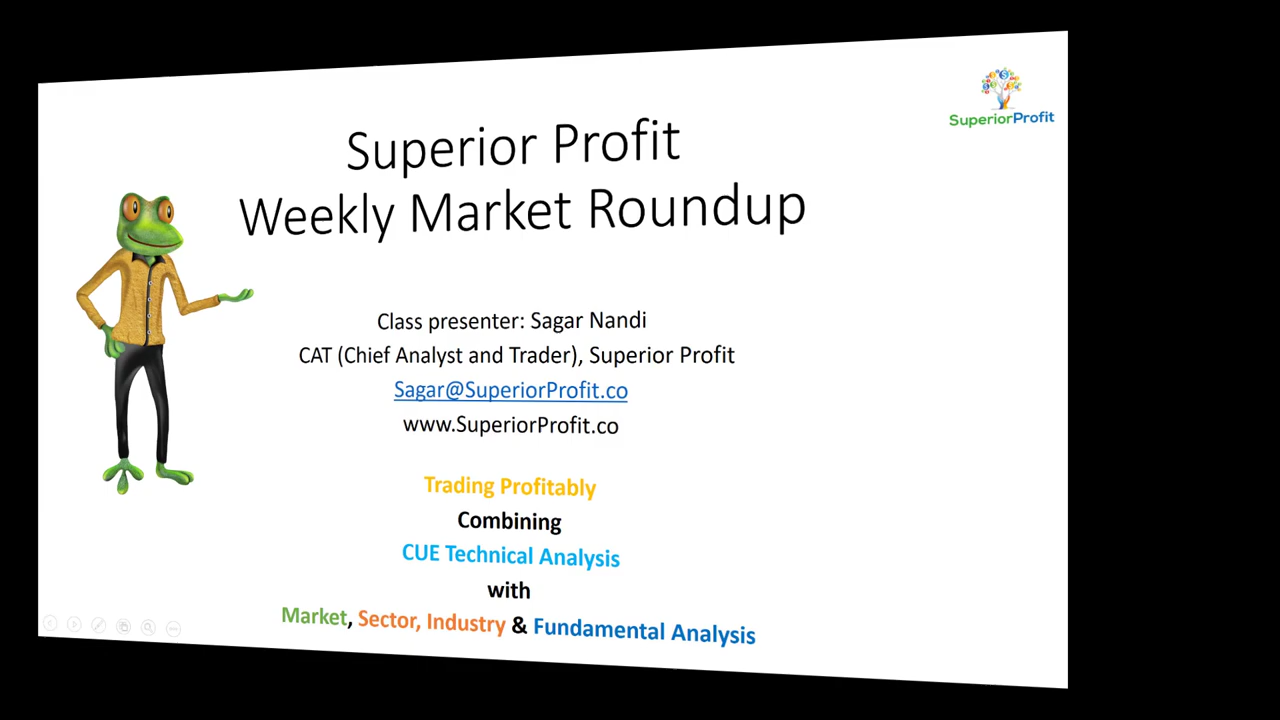 SuperiorProfit
Superior Profit
Weekly Market Roundup
Class presenter: Sagar Nandi
CAT (Chief Analyst and Trader), Superior Profit
Sagar@SuperiorProfit.co
www.SuperiorProfit.co
Trading Profitably
Combining
CUE Technical Analysis
with
Market, Sector, Industry & Fundamental Analysis